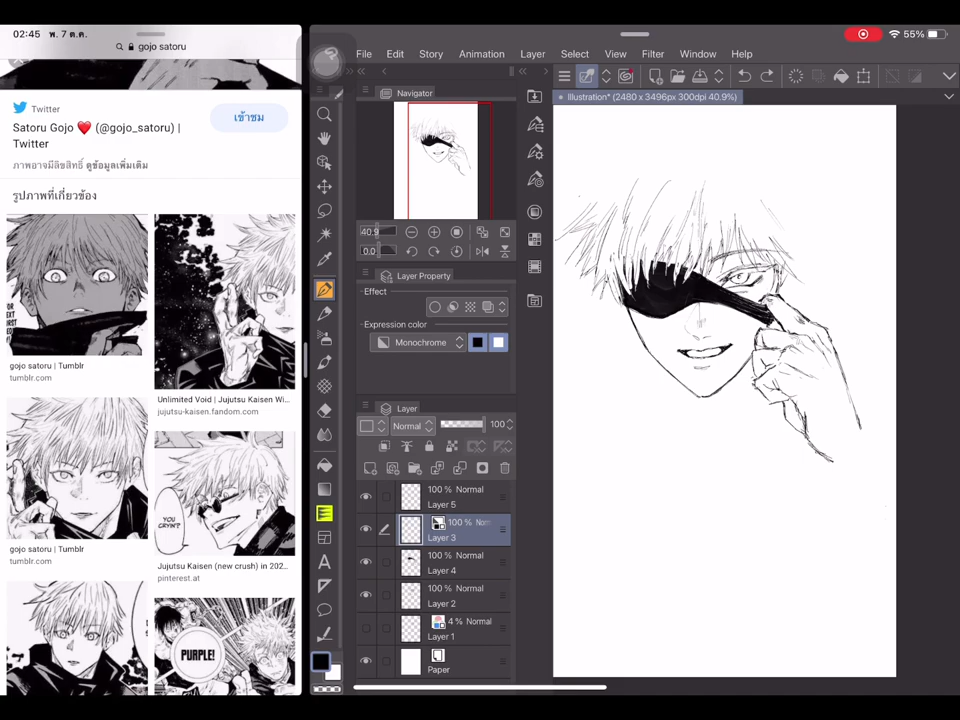 02:45 พ. 7 ต.ค.
gojo satoru
Twitter
Satoru Gojo ❤️ (@gojo_satoru) |
Twitter
เข้าชม
ภาพอาจมีลิขสิทธิ์ ดูข้อมูลเพิ่มเติม
รูปภาพที่เกี่ยวข้อง
gojo satoru | Tumblr
tumblr.com
Unlimited Void | Jujutsu Kaisen Wi...
jujutsu-kaisen.fandom.com
YOU
CRYIN'?
gojo satoru | Tumblr
tumblr.com
Jujutsu Kaisen (new crush) in 202...
pinterest.at
PURPLE!
55%
File Edit Story Animation Layer Select View Filter Window Help
Illustration* (2480 x 3496px 300dpi 40.9%)
Navigator
40.9
0.0
Layer Property
Effect
Expression color
Monochrome
Layer
Normal 100
100 % Normal
Layer 5
100 % Norm
Layer 3
100 % Normal
Layer 4
100 % Normal
Layer 2
4 % Normal
Layer 1
Paper